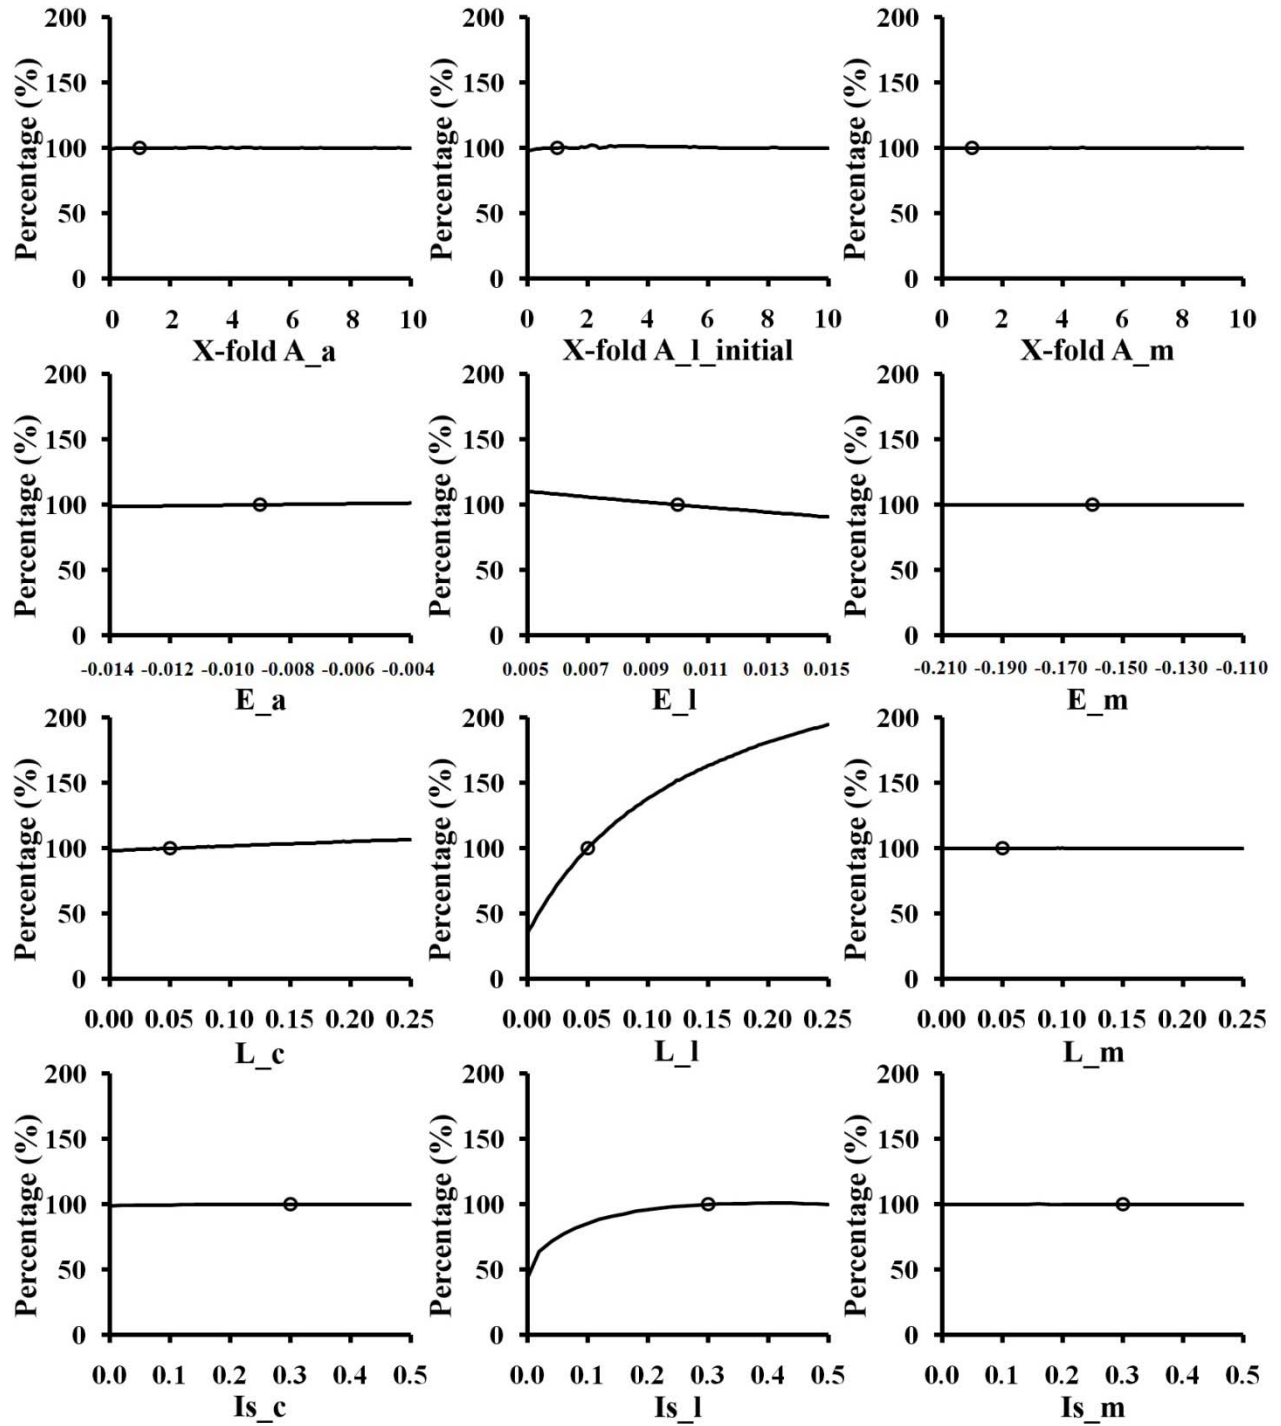 200 200 200
Percentage (%) Percentage (%) Percentage (%)
150 150 150
100 100 100
50 50 50
0 0 0
0 2 4 6 8 10 0 2 4 6 8 10 0 2 4 6 8 10
X-fold A_a X-fold A_l_initial X-fold A_m
200 200 200
Percentage (%) Percentage (%) Percentage (%)
150 150 150
100 100 100
50 50 50
0 0 0
-0.014 -0.012 -0.010 -0.008 -0.006 -0.004 0.005 0.007 0.009 0.011 0.013 0.015 -0.210 -0.190 -0.170 -0.150 -0.130 -0.110
E_a E_l E_m
200 200 200
Percentage (%) Percentage (%) Percentage (%)
150 150 150
100 100 100
50 50 50
0 0 0
0.00 0.05 0.10 0.15 0.20 0.25 0.00 0.05 0.10 0.15 0.20 0.25 0.00 0.05 0.10 0.15 0.20 0.25
L_c L_l L_m
200 200 200
Percentage (%) Percentage (%) Percentage (%)
150 150 150
100 100 100
50 50 50
0 0 0
0.0 0.1 0.2 0.3 0.4 0.5 0.0 0.1 0.2 0.3 0.4 0.5 0.0 0.1 0.2 0.3 0.4 0.5
Is_c Is_l Is_m